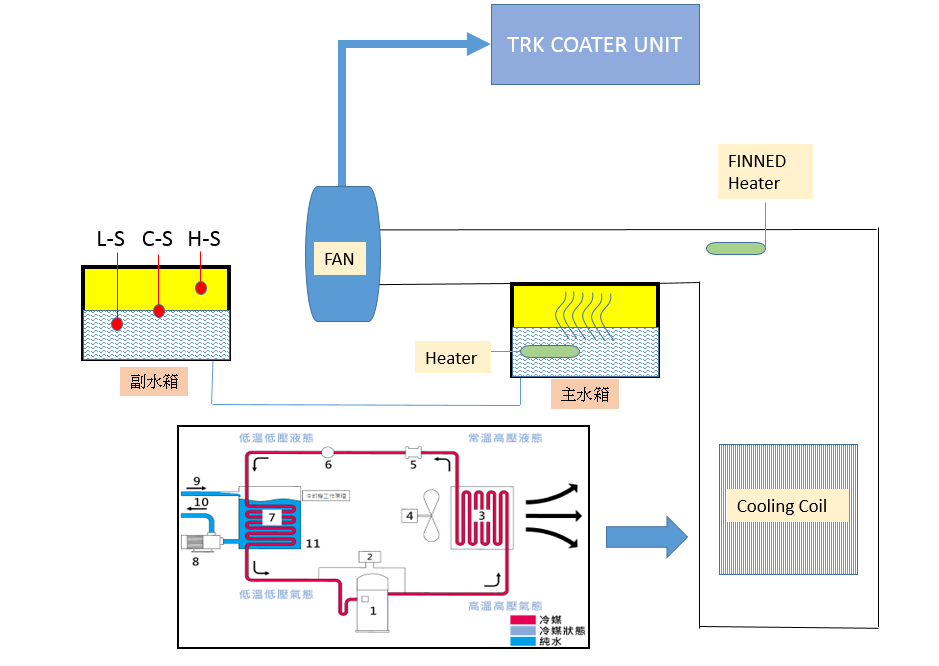 TRK COATER UNIT
FINNED
Heater
L-S C-S H-S
FAN
Heater
副水箱
主水箱
低溫低壓液態
常溫高壓液態
6
5
9
10
7
4
3
8
11
2
1
低溫低壓氣態
高溫高壓氣態
冷媒
冷媒狀態
純水
Cooling Coil